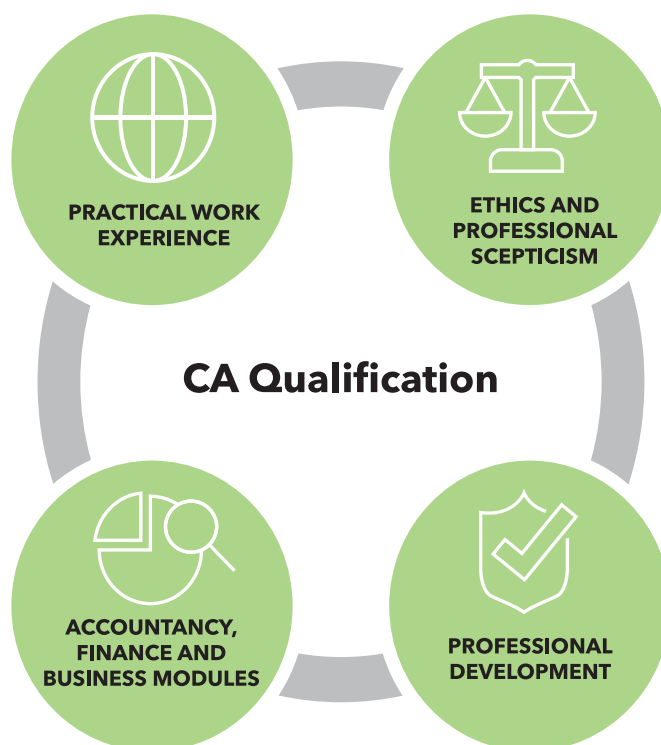 PRACTICAL WORK
EXPERIENCE
ETHICS AND
PROFESSIONAL
SCEPTICISM
CA Qualification
ACCOUNTANCY,
FINANCE AND
BUSINESS MODULES
PROFESSIONAL
DEVELOPMENT